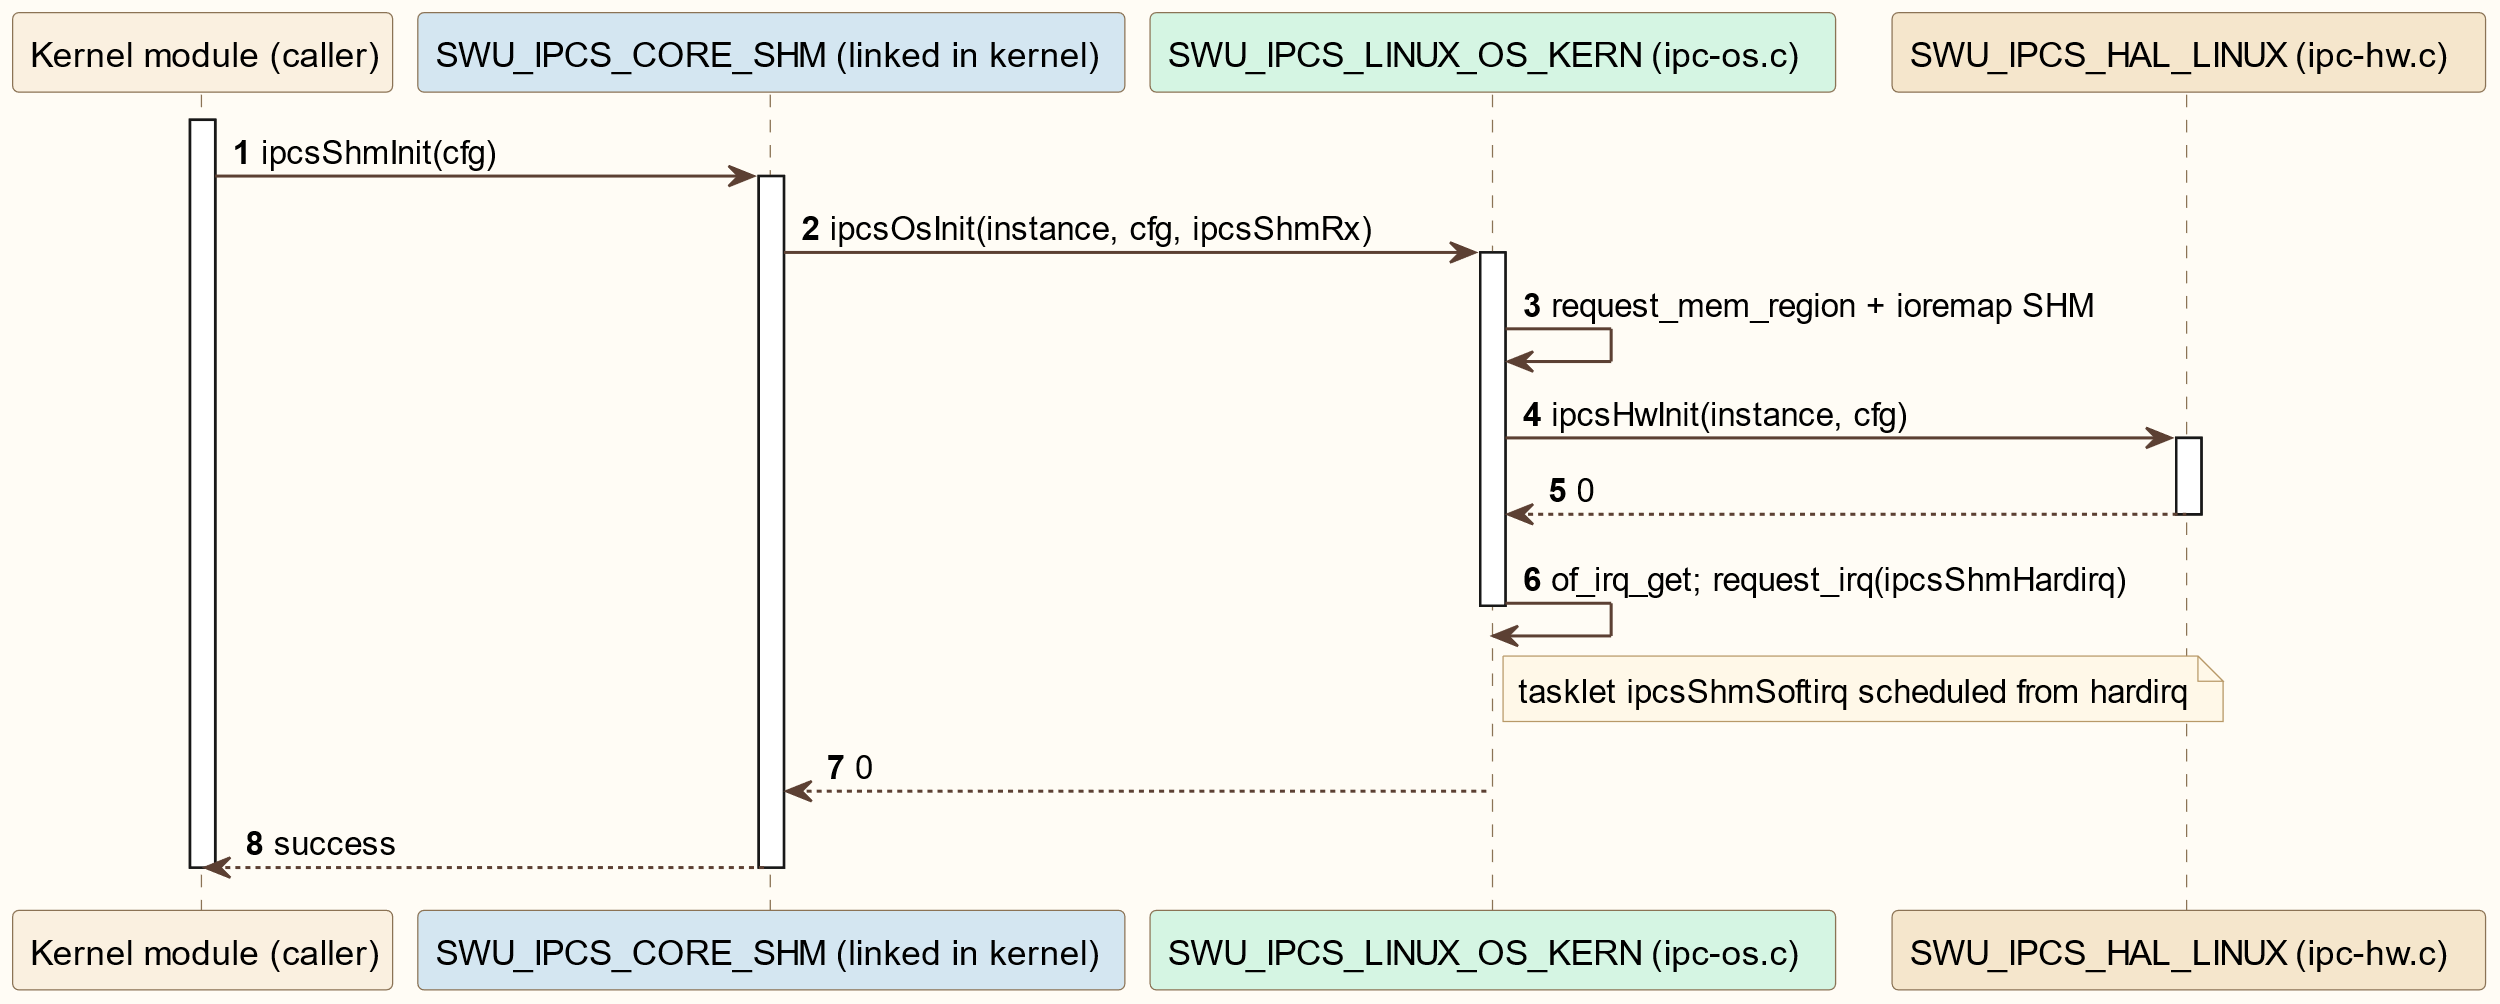 Kernel module (caller)
SWU_IPCS_CORE_SHM (linked in kernel)
SWU_IPCS_LINUX_OS_KERN (ipc-os.c)
SWU_IPCS_HAL_LINUX (ipc-hw.c)
1 ipcsShmInit(cfg)
2 ipcsOsInit(instance, cfg, ipcsShmRx)
3 request_mem_region + ioremap SHM
4 ipcsHwInit(instance, cfg)
5 0
6 of_irq_get; request_irq(ipcsShmHardirq)
tasklet ipcsShmSoftirq scheduled from hardirq
7 0
8 success
Kernel module (caller)
SWU_IPCS_CORE_SHM (linked in kernel)
SWU_IPCS_LINUX_OS_KERN (ipc-os.c)
SWU_IPCS_HAL_LINUX (ipc-hw.c)